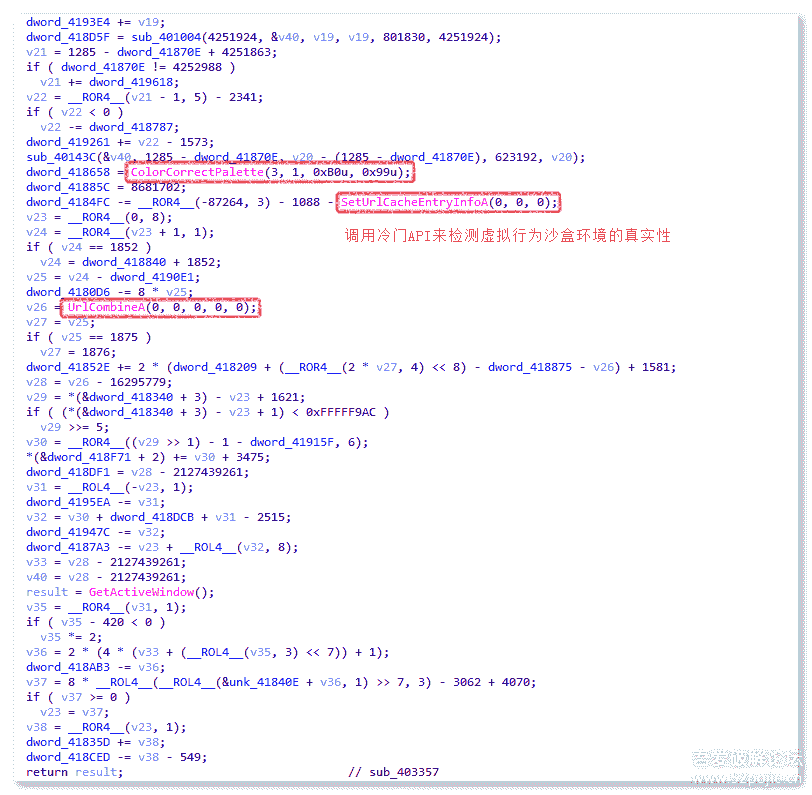 dword_4193E4 += v19;
dword_418D5F = sub_401004(4251924, &v40, v19, v19, 801830, 4251924);
v21 = 1285 - dword_41870E + 4251863;
if ( dword_41870E != 4252988 )
v21 += dword_419618;
v22 = __ROR4__(v21 - 1, 5) - 2341;
if ( v22 < 0 )
v22 -= dword_418787;
dword_419261 += v22 - 1573;
sub_40143C(&v40, 1285 - dword_41870E, v20 - (1285 - dword_41870E), 623192, v20);
dword_418658 = ColorCorrectPalette(3, 1, 0xB0u, 0x99u);
dword_41885C = 8681702;
dword_4184FC -= __ROR4__(-87264, 3) - 1088 - SetUrlCacheEntryInfoA(0, 0, 0);
v23 = __ROR4__(0, 8);
v24 = __ROR4__(v23 + 1, 1);
调用冷门API来检测虚拟行为沙盒环境的真实性
if ( v24 == 1852 )
v24 = dword_418840 + 1852;
v25 = v24 - dword_4190E1;
dword_4180D6 -= 8 * v25;
v26 = UrlCombineA(0, 0, 0, 0, 0);
v27 = v25;
if ( v25 == 1875 )
v27 = 1876;
dword_41852E += 2 * (dword_418209 + (__ROR4__(2 * v27, 4) << 8) - dword_418875 - v26) + 1581;
v28 = v26 - 16295779;
v29 = *(&dword_418340 + 3) - v23 + 1621;
if ( (*(&dword_418340 + 3) - v23 + 1) < 0xFFFFF9AC )
v29 >>= 5;
v30 = __ROR4__((v29 >> 1) - 1 - dword_41915F, 6);
*(&dword_418F71 + 2) += v30 + 3475;
dword_418DF1 = v28 - 2127439261;
v31 = __ROL4__(-v23, 1);
dword_4195EA -= v31;
v32 = v30 + dword_418DCB + v31 - 2515;
dword_41947C -= v32;
dword_4187A3 -= v23 + __ROL4__(v32, 8);
v33 = v28 - 2127439261;
v40 = v28 - 2127439261;
result = GetActiveWindow();
v35 = __ROR4__(v31, 1);
if ( v35 - 420 < 0 )
v35 *= 2;
v36 = 2 * (4 * (v33 + (__ROL4__(v35, 3) << 7)) + 1);
dword_418AB3 -= v36;
v37 = 8 * __ROL4__(__ROL4__(&unk_41840E + v36, 1) >> 7, 3) - 3062 + 4070;
if ( v37 >= 0 )
v23 = v37;
v38 = __ROR4__(v23, 1);
dword_41835D += v38;
dword_418CED -= v38 - 549;
return result; // sub_403357
吾爱破解论坛
www.52pojie.cn